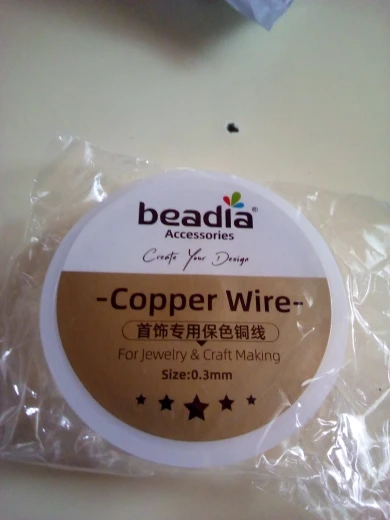 beadia®
Accessories
Create Your Design
-Copper Wire-
首饰专用保色铜线
For Jewelry & Craft Making
Size:0.3mm